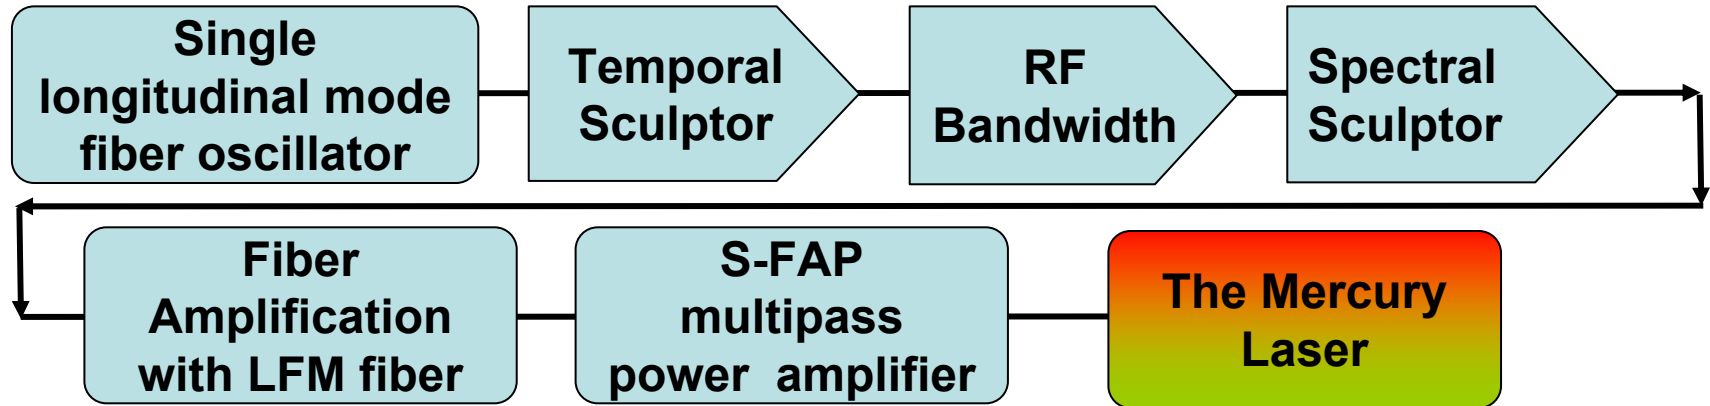 Single
longitudinal mode
fiber oscillator
Temporal
Sculptor
RF
Bandwidth
Spectral
Sculptor
Fiber
Amplification
with LFM fiber
S-FAP
multipass
power amplifier
The Mercury
Laser